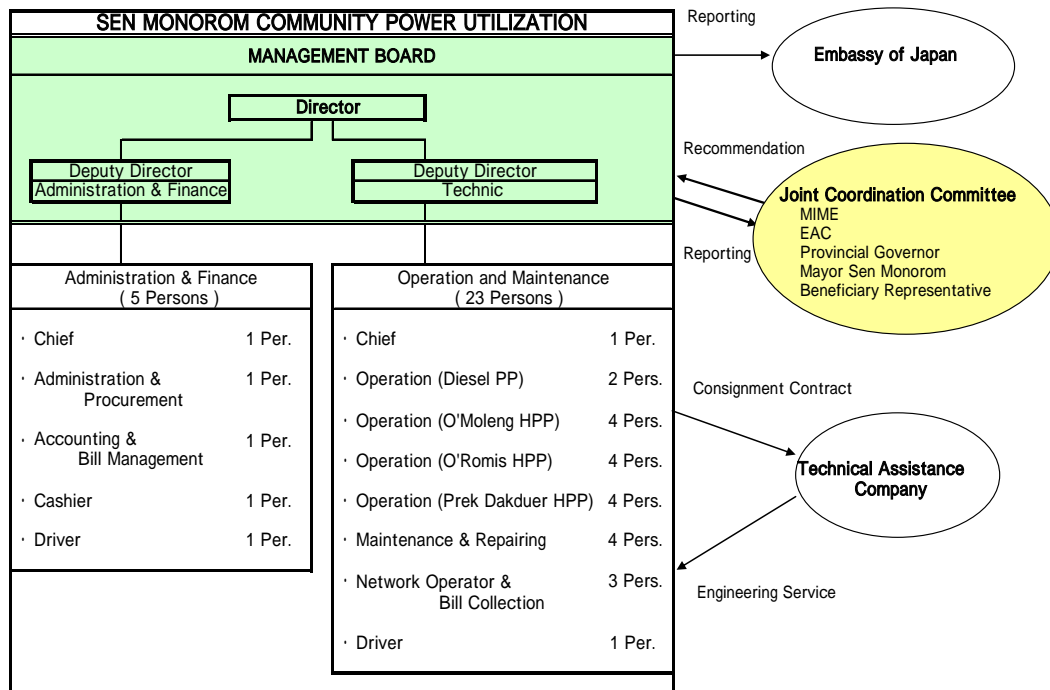 SEN MONOROM COMMUNITY POWER UTILIZATION
MANAGEMENT BOARD
Director
Deputy Director
Administration & Finance
Deputy Director
Technic
Administration & Finance
( 5 Persons )
· Chief 1 Per.
· Administration & 1 Per.
Procurement
· Accounting & 1 Per.
Bill Management
· Cashier 1 Per.
· Driver 1 Per.
Operation and Maintenance
( 23 Persons )
· Chief 1 Per.
· Operation (Diesel PP) 2 Pers.
· Operation (O'Moleng HPP) 4 Pers.
· Operation (O'Romis HPP) 4 Pers.
· Operation (Prek Dakduer HPP) 4 Pers.
· Maintenance & Repairing 4 Pers.
· Network Operator & 3 Pers.
Bill Collection
· Driver 1 Per.
Reporting
Embassy of Japan
Recommendation
Joint Coordination Committee
MIME
EAC
Provincial Governor
Mayor Sen Monorom
Beneficiary Representative
Reporting
Consignment Contract
Technical Assistance
Company
Engineering Service